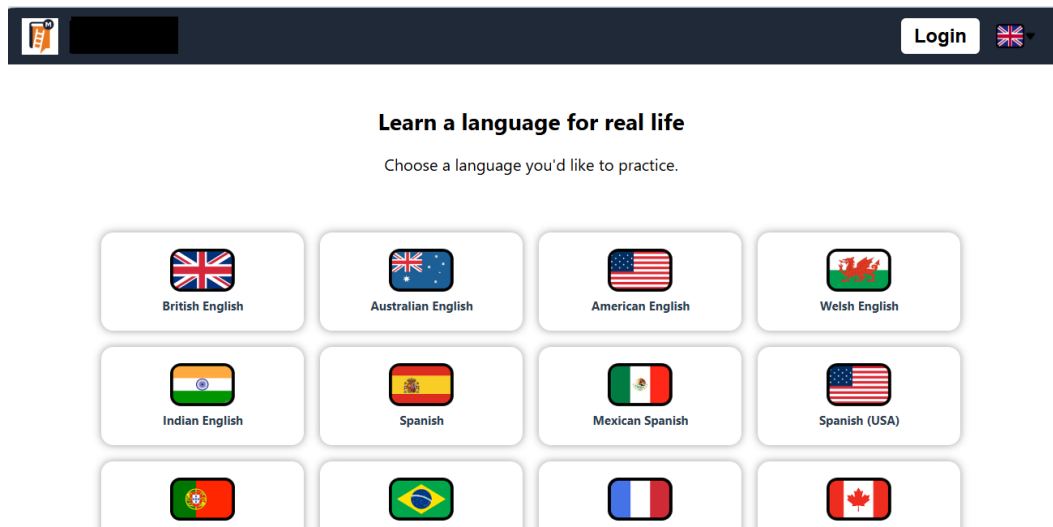 M
Login
Learn a language for real life
Choose a language you'd like to practice.
British English
Australian English
American English
Welsh English
Indian English
Spanish
Mexican Spanish
Spanish (USA)